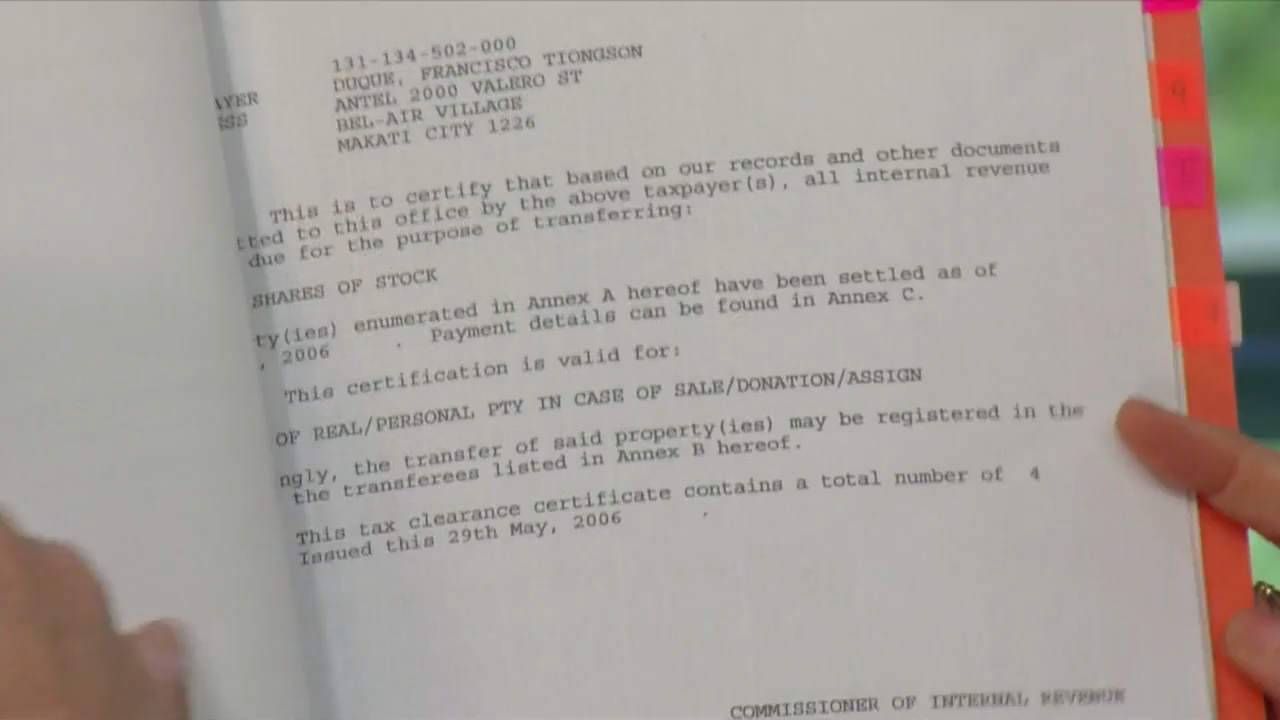 131-134-502-000
DUQUE, FRANCISCO TIONGSON
AYER ANTEL 2000 VALERO ST
ESS BEL-AIR VILLAGE
MAKATI CITY 1226
This is to certify that based on our records and other documents
tted to this office by the above taxpayer(s), all internal revenue
due for the purpose of transferring:
SHARES OF STOCK
ty(ies) enumerated in Annex A hereof have been settled as of
, 2006 . Payment details can be found in Annex C.
This certification is valid for:
OF REAL/PERSONAL PTY IN CASE OF SALE/DONATION/ASSIGN
ngly, the transfer of said property(ies) may be registered in the
the transferees listed in Annex B hereof.
This tax clearance certificate contains a total number of 4
Issued this 29th May, 2006 .
COMMISSIONER OF INTERNAL REVENUE